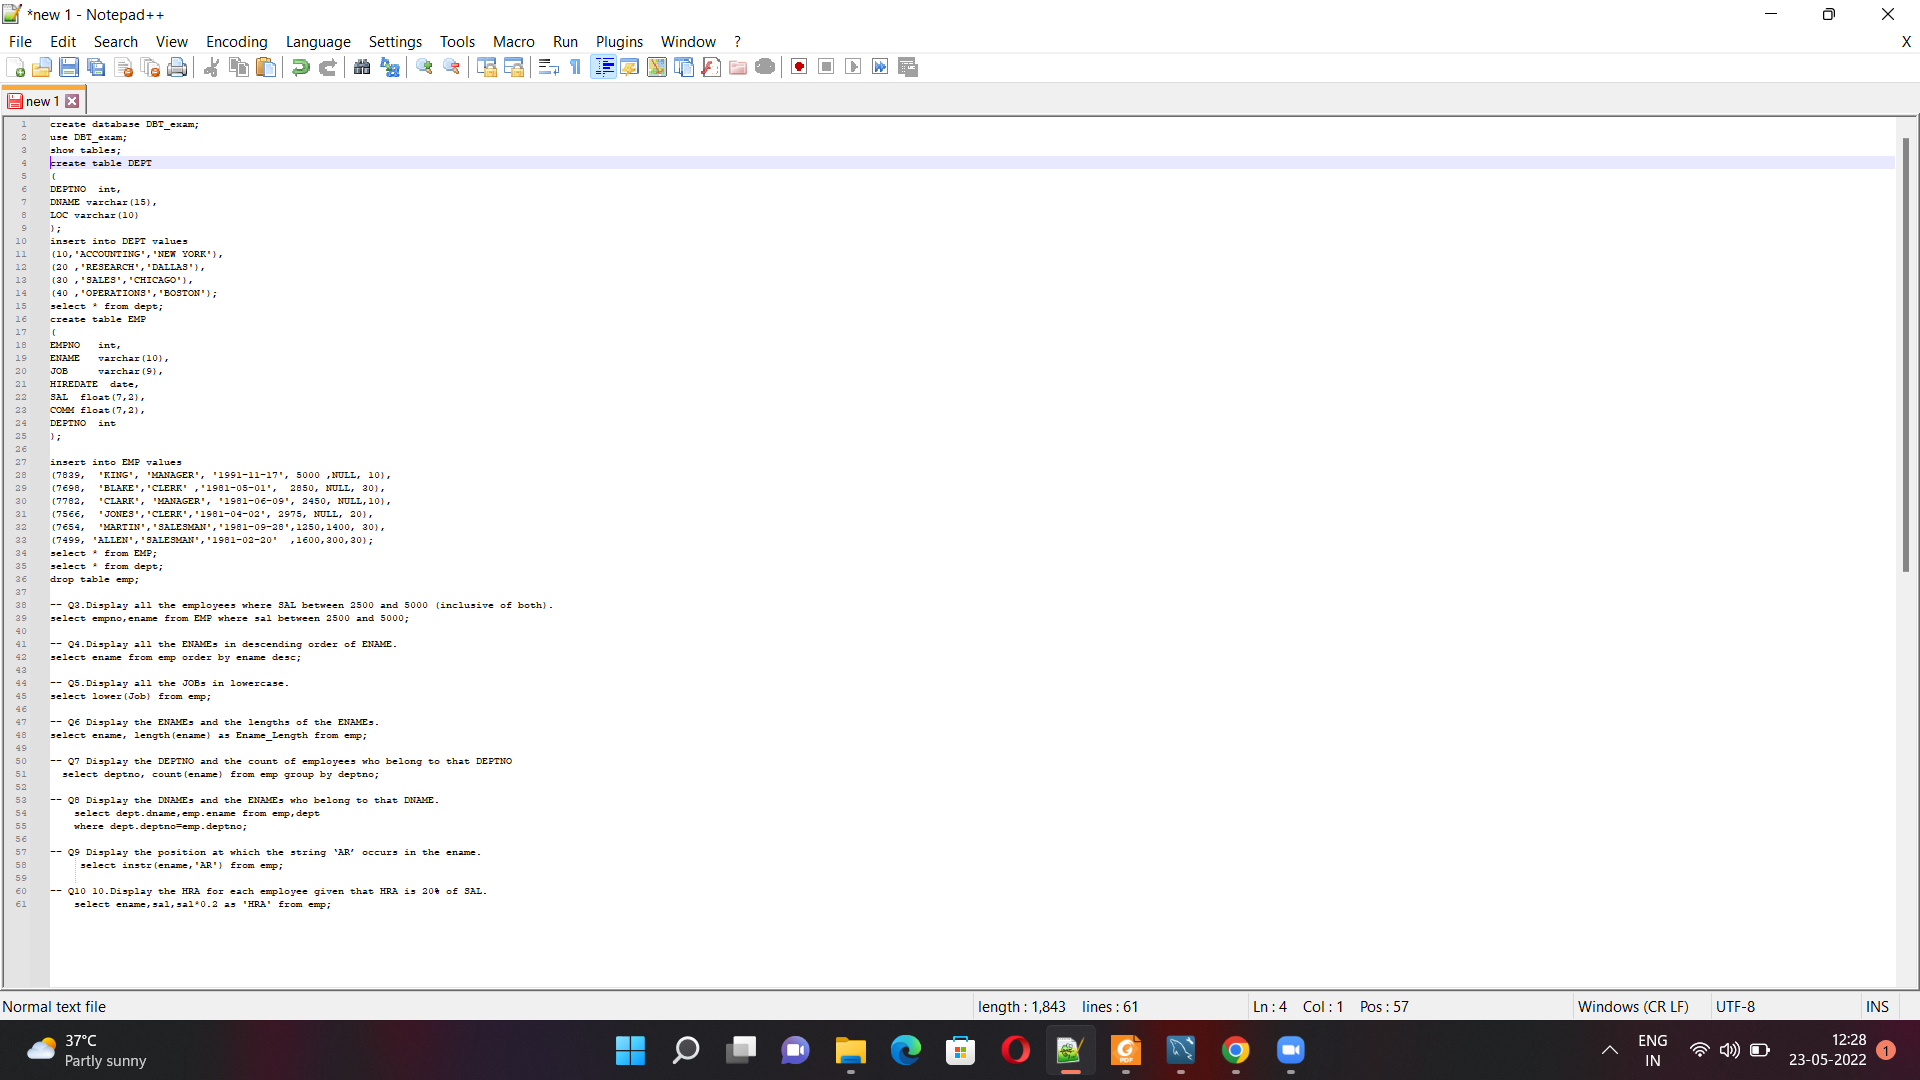 *new 1 - Notepad++
File Edit Search View Encoding Language Settings Tools Macro Run Plugins Window ? X
new 1
1 create database DBT_exam;
2 use DBT_exam;
3 show tables;
4 create table DEPT
5 (
6 DEPTNO  int,
7 DNAME varchar(15),
8 LOC varchar(10)
9 );
10 insert into DEPT values
11 (10,'ACCOUNTING','NEW YORK'),
12 (20 ,'RESEARCH','DALLAS'),
13 (30 ,'SALES','CHICAGO'),
14 (40 ,'OPERATIONS','BOSTON');
15 select * from dept;
16 create table EMP
17 (
18 EMPNO   int,
19 ENAME   varchar(10),
20 JOB     varchar(9),
21 HIREDATE  date,
22 SAL  float(7,2),
23 COMM float(7,2),
24 DEPTNO  int
25 );
26
27 insert into EMP values
28 (7839,  'KING', 'MANAGER', '1991-11-17', 5000 ,NULL, 10),
29 (7698,  'BLAKE','CLERK' ,'1981-05-01',  2850, NULL, 30),
30 (7782,  'CLARK', 'MANAGER', '1981-06-09', 2450, NULL,10),
31 (7566,  'JONES','CLERK','1981-04-02', 2975, NULL, 20),
32 (7654,  'MARTIN','SALESMAN','1981-09-28',1250,1400, 30),
33 (7499, 'ALLEN','SALESMAN','1981-02-20'  ,1600,300,30);
34 select * from EMP;
35 select * from dept;
36 drop table emp;
37
38 -- Q3.Display all the employees where SAL between 2500 and 5000 (inclusive of both).
39 select empno,ename from EMP where sal between 2500 and 5000;
40
41 -- Q4.Display all the ENAMEs in descending order of ENAME.
42 select ename from emp order by ename desc;
43
44 -- Q5.Display all the JOBs in lowercase.
45 select lower(Job) from emp;
46
47 -- Q6 Display the ENAMEs and the lengths of the ENAMEs.
48 select ename, length(ename) as Ename_Length from emp;
49
50 -- Q7 Display the DEPTNO and the count of employees who belong to that DEPTNO
51   select deptno, count(ename) from emp group by deptno;
52
53 -- Q8 Display the DNAMEs and the ENAMEs who belong to that DNAME.
54     select dept.dname,emp.ename from emp,dept
55     where dept.deptno=emp.deptno;
56
57 -- Q9 Display the position at which the string ‘AR’ occurs in the ename.
58      select instr(ename,'AR') from emp;
59
60 -- Q10 10.Display the HRA for each employee given that HRA is 20% of SAL.
61     select ename,sal,sal*0.2 as 'HRA' from emp;
Normal text file length : 1,843 lines : 61 Ln : 4 Col : 1 Pos : 57 Windows (CR LF) UTF-8 INS
37°C
Partly sunny
PDF
ENG
IN
12:28
23-05-2022
1